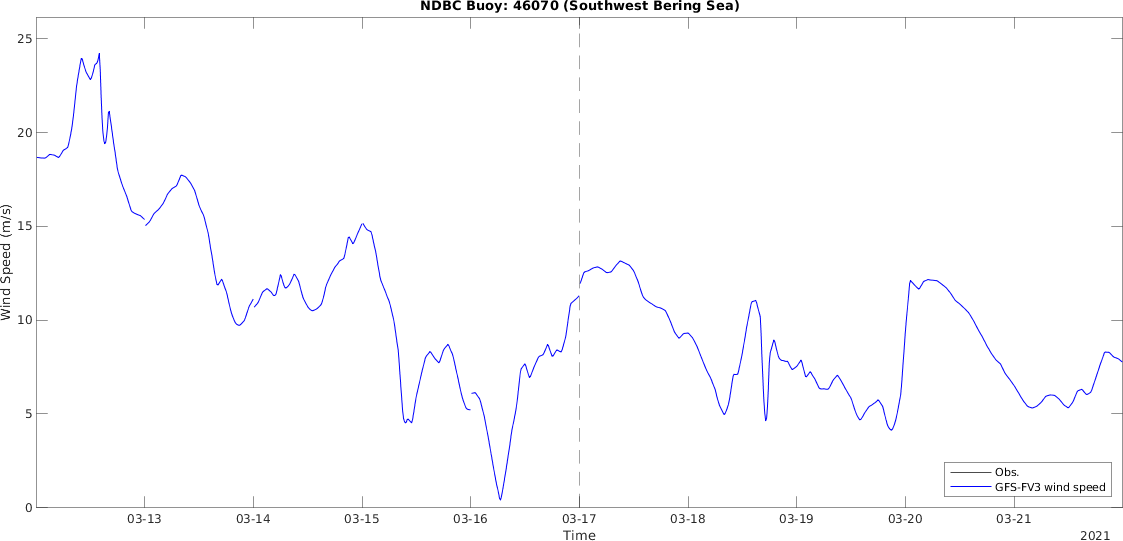 NDBC Buoy: 46070 (Southwest Bering Sea)
25
20
15
10
5
0
Wind Speed (m/s)
Obs.
GFS-FV3 wind speed
03-13 03-14 03-15 03-16 03-17 03-18 03-19 03-20 03-21
Time
2021